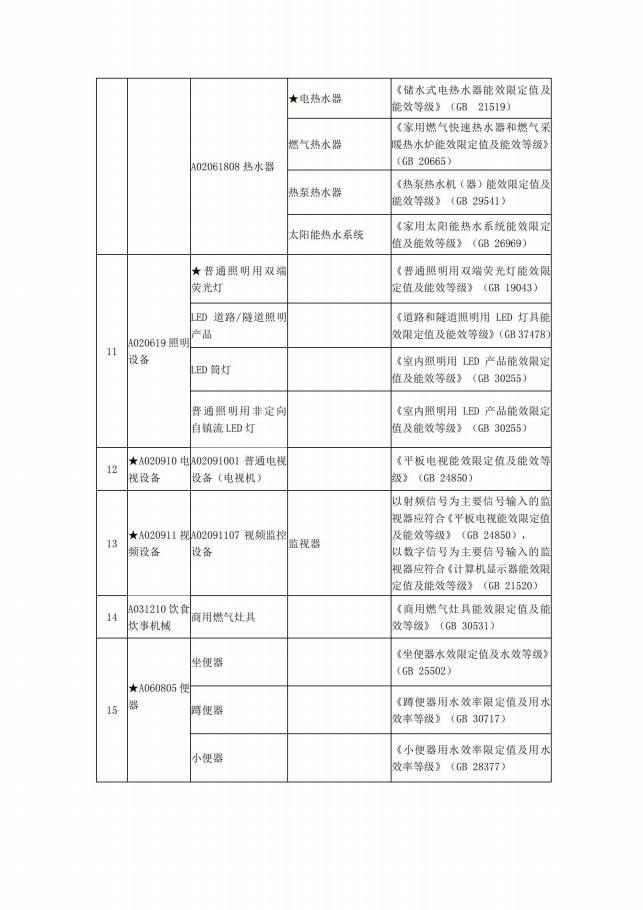 A02061808 热水器
★电热水器
《储水式电热水器能效限定值及
能效等级》（GB 21519）
燃气热水器
《家用燃气快速热水器和燃气采
暖热水炉能效限定值及能效等级》
（GB 20665）
热泵热水器
《热泵热水机（器）能效限定值及
能效等级》（GB 29541）
太阳能热水系统
《家用太阳能热水系统能效限定
值及能效等级》（GB 26969）
11
A020619 照明
设备
★普通照明用双端
荧光灯
《普通照明用双端荧光灯能效限
定值及能效等级》（GB 19043）
LED 道路/隧道照明
产品
《道路和隧道照明用 LED 灯具能
效限定值及能效等级》（GB 37478）
LED 筒灯
《室内照明用 LED 产品能效限定
值及能效等级》（GB 30255）
普通照明用非定向
自镇流 LED 灯
《室内照明用 LED 产品能效限定
值及能效等级》（GB 30255）
12
★A020910 电
视设备
A02091001 普通电视
设备（电视机）
《平板电视能效限定值及能效等
级》（GB 24850）
13
★A020911 视
频设备
A02091107 视频监控
设备
监视器
以射频信号为主要信号输入的监
视器应符合《平板电视能效限定值
及能效等级》（GB 24850），
以数字信号为主要信号输入的监
视器应符合《计算机显示器能效限
定值及能效等级》（GB 21520）
14
A031210 饮食
炊事机械
商用燃气灶具
《商用燃气灶具能效限定值及能
效等级》（GB 30531）
15
★A060805 便
器
坐便器
《坐便器水效限定值及水效等级》
（GB 25502）
蹲便器
《蹲便器用水效率限定值及用水
效率等级》（GB 30717）
小便器
《小便器用水效率限定值及用水
效率等级》（GB 28377）